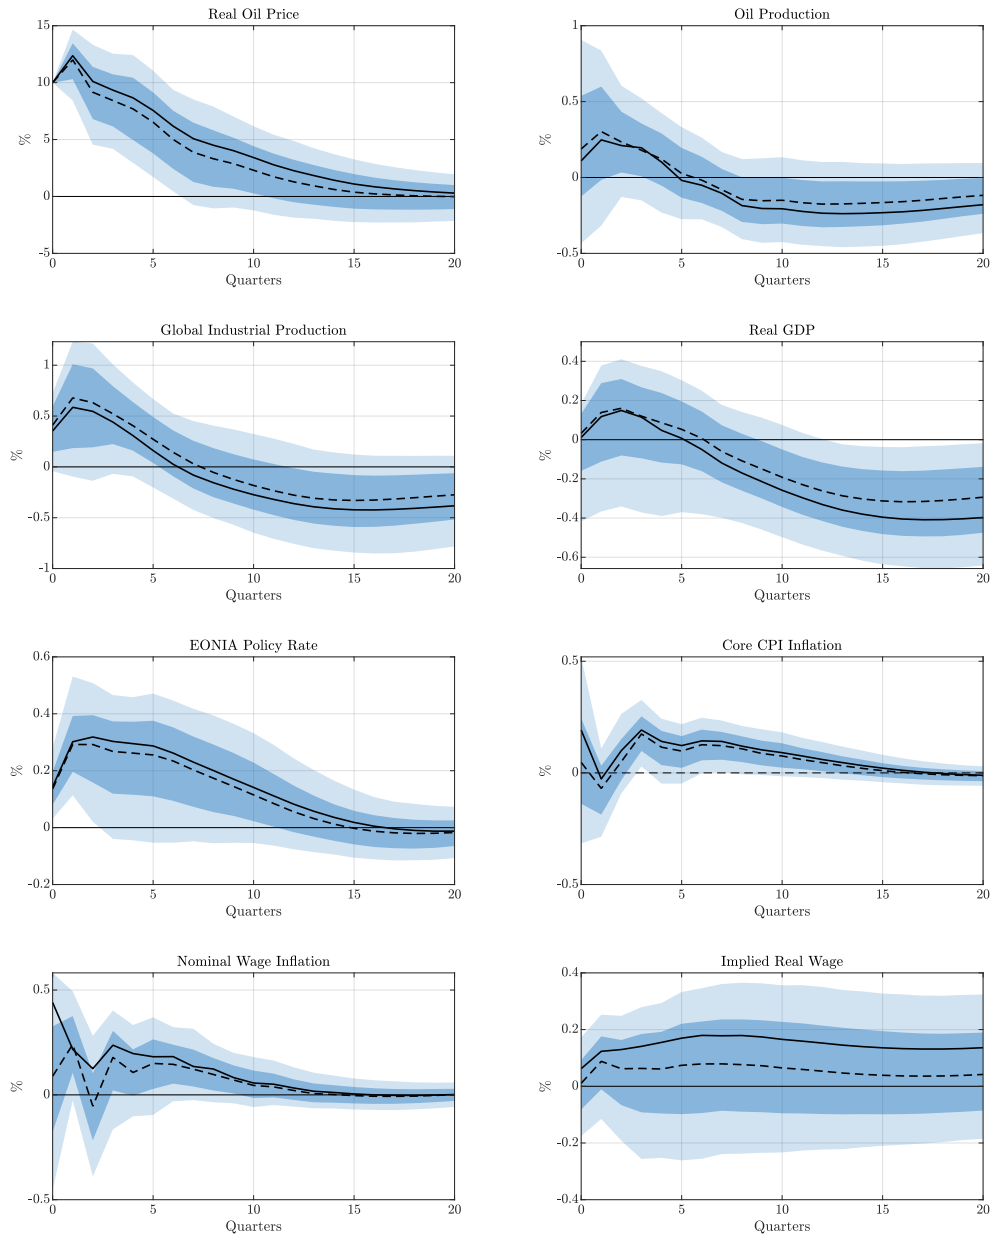 Real Oil Price
%
15
10
5
0
-5
0 5 10 15 20
Quarters
Oil Production
%
1
0.5
0
-0.5
0 5 10 15 20
Quarters
Global Industrial Production
%
1
0.5
0
-0.5
-1
0 5 10 15 20
Quarters
Real GDP
%
0.4
0.2
0
-0.2
-0.4
-0.6
0 5 10 15 20
Quarters
EONIA Policy Rate
%
0.6
0.4
0.2
0
-0.2
0 5 10 15 20
Quarters
Core CPI Inflation
%
0.5
0
-0.5
0 5 10 15 20
Quarters
Nominal Wage Inflation
%
0.5
0
-0.5
0 5 10 15 20
Quarters
Implied Real Wage
%
0.4
0.2
0
-0.2
-0.4
0 5 10 15 20
Quarters